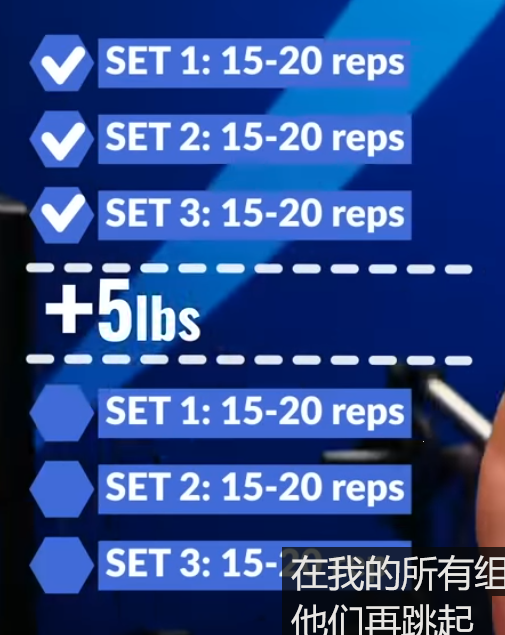 SET 1: 15-20 reps
SET 2: 15-20 reps
SET 3: 15-20 reps
+5lbs
SET 1: 15-20 reps
SET 2: 15-20 reps
SET 3: 15-20
在我的所有组
他们再跳起